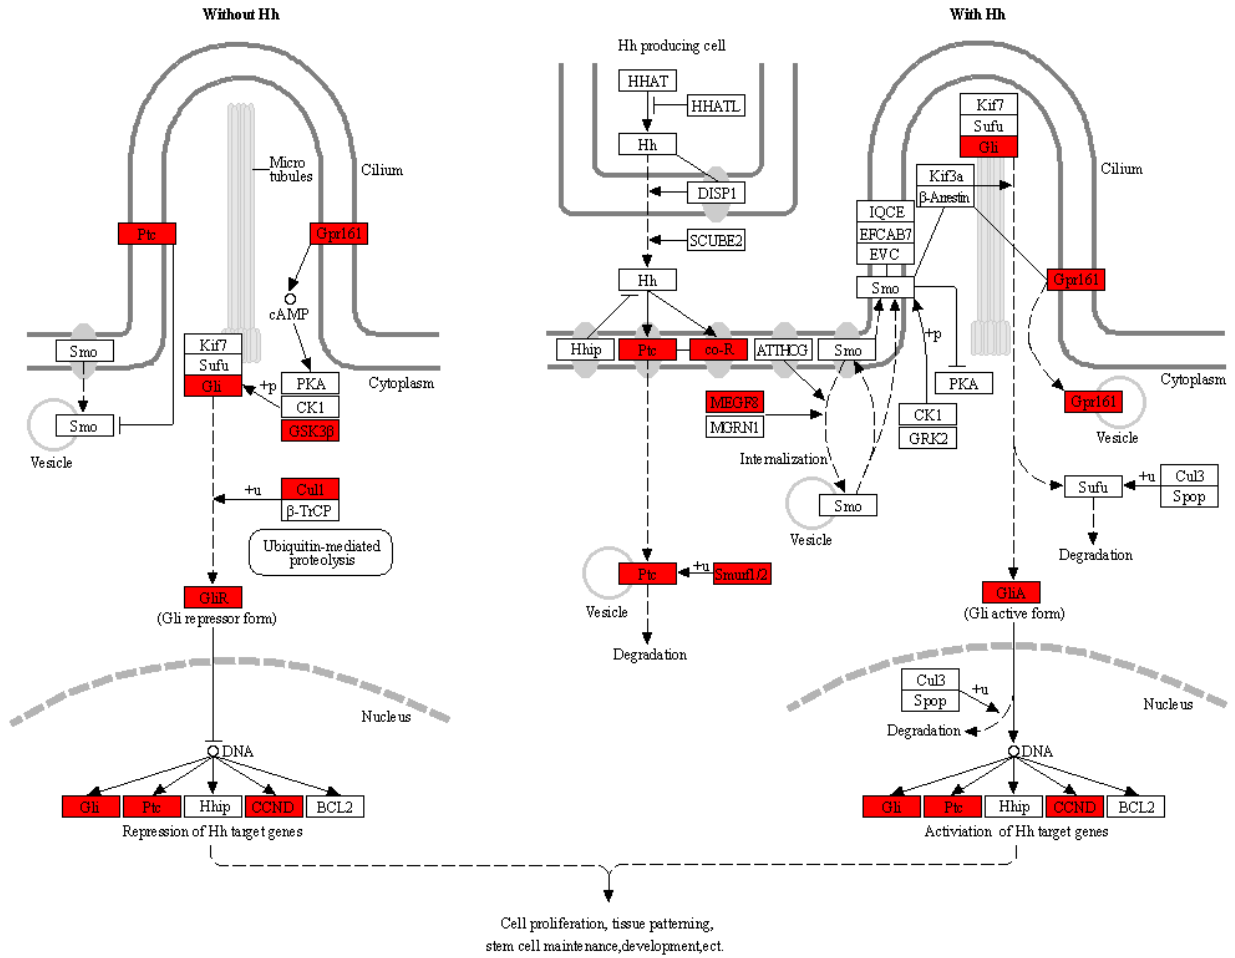 Without Hh
With Hh
Hh producing cell
HHAT
HHATL
Hh
DISP1
SCUBE2
Hh
Micro
tubules
Cilium
Ptc
Gpr161
cAMP
Smo
Kif7
Sufu
Gli
+p
PKA
CK1
GSK3β
Cytoplasm
Smo
Vesicle
+u
Cul1
β-TrCP
Ubiquitin-mediated
proteolysis
GliR
(Gli repressor form)
Nucleus
DNA
Gli
Ptc
Hhip
CCND
BCL2
Repression of Hh target genes
Hhip
Ptc
co-R
ATTHOG
Smo
MEGF8
MGRN1
Internalization
Smo
Vesicle
Ptc
+u
Smurf1/2
Vesicle
Degradation
Kif7
Sufu
Gli
Cilium
Kif3a
β-Arrestin
IQCE
EFCAB7
EVC
Smo
Gpr161
+p
PKA
CK1
GRK2
Cytoplasm
Gpr161
Vesicle
Sufu
+u
Cul3
Spop
Degradation
GliA
(Gli active form)
Cul3
Spop
+u
Degradation
Nucleus
DNA
Gli
Ptc
Hhip
CCND
BCL2
Activiation of Hh target genes
Cell proliferation, tissue patterning,
stem cell maintenance,development,ect.